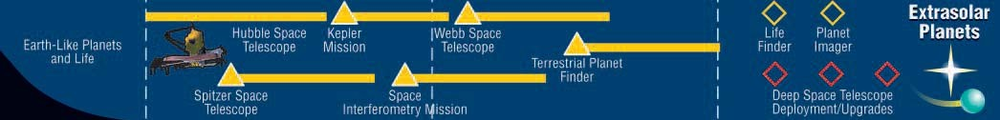 Earth-Like Planets
and Life
Hubble Space
Telescope
Kepler
Mission
Webb Space
Telescope
Terrestrial Planet
Finder
Spitzer Space
Telescope
Space
Interferometry Mission
Life
Finder
Planet
Imager
Deep Space Telescope
Deployment/Upgrades
Extrasolar
Planets